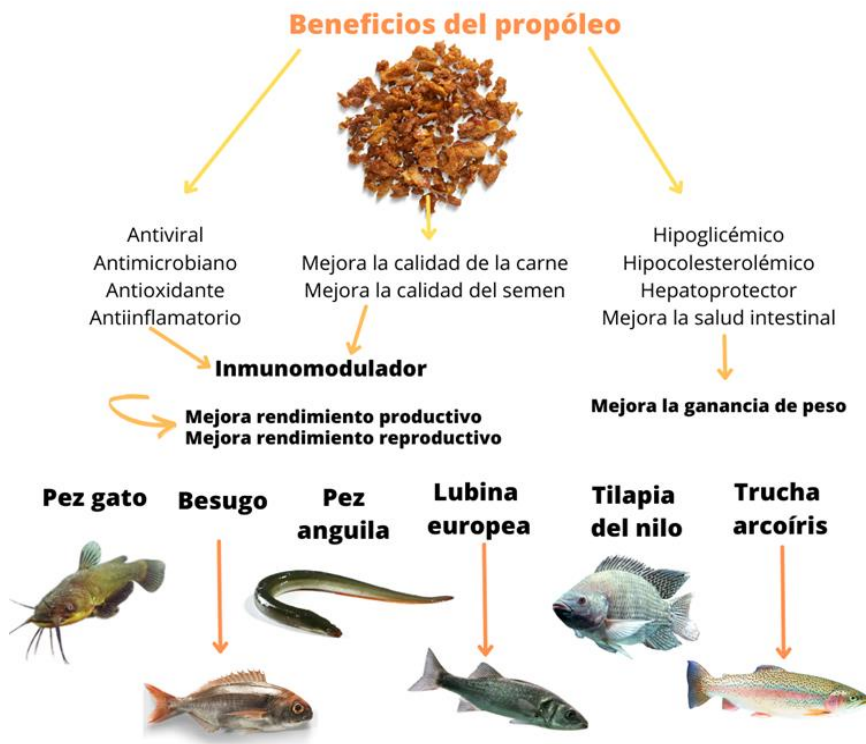 Beneficios del propóleo
Antiviral
Antimicrobiano
Antioxidante
Antiinflamatorio
Mejora la calidad de la carne
Mejora la calidad del semen
Hipoglicémico
Hipocolesterolémico
Hepatoprotector
Mejora la salud intestinal
Inmunomodulador
Mejora rendimiento productivo
Mejora rendimiento reproductivo
Mejora la ganancia de peso
Pez gato
Besugo
Pez
anguila
Lubina
europea
Tilapia
del nilo
Trucha
arcoíris